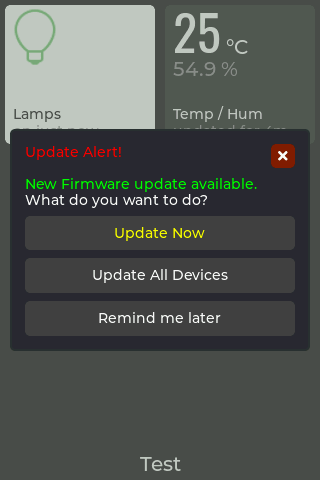 25 °C
54.9 %
Lamps
Temp / Hum
Update Alert!
New Firmware update available.
What do you want to do?
Update Now
Update All Devices
Remind me later
Test